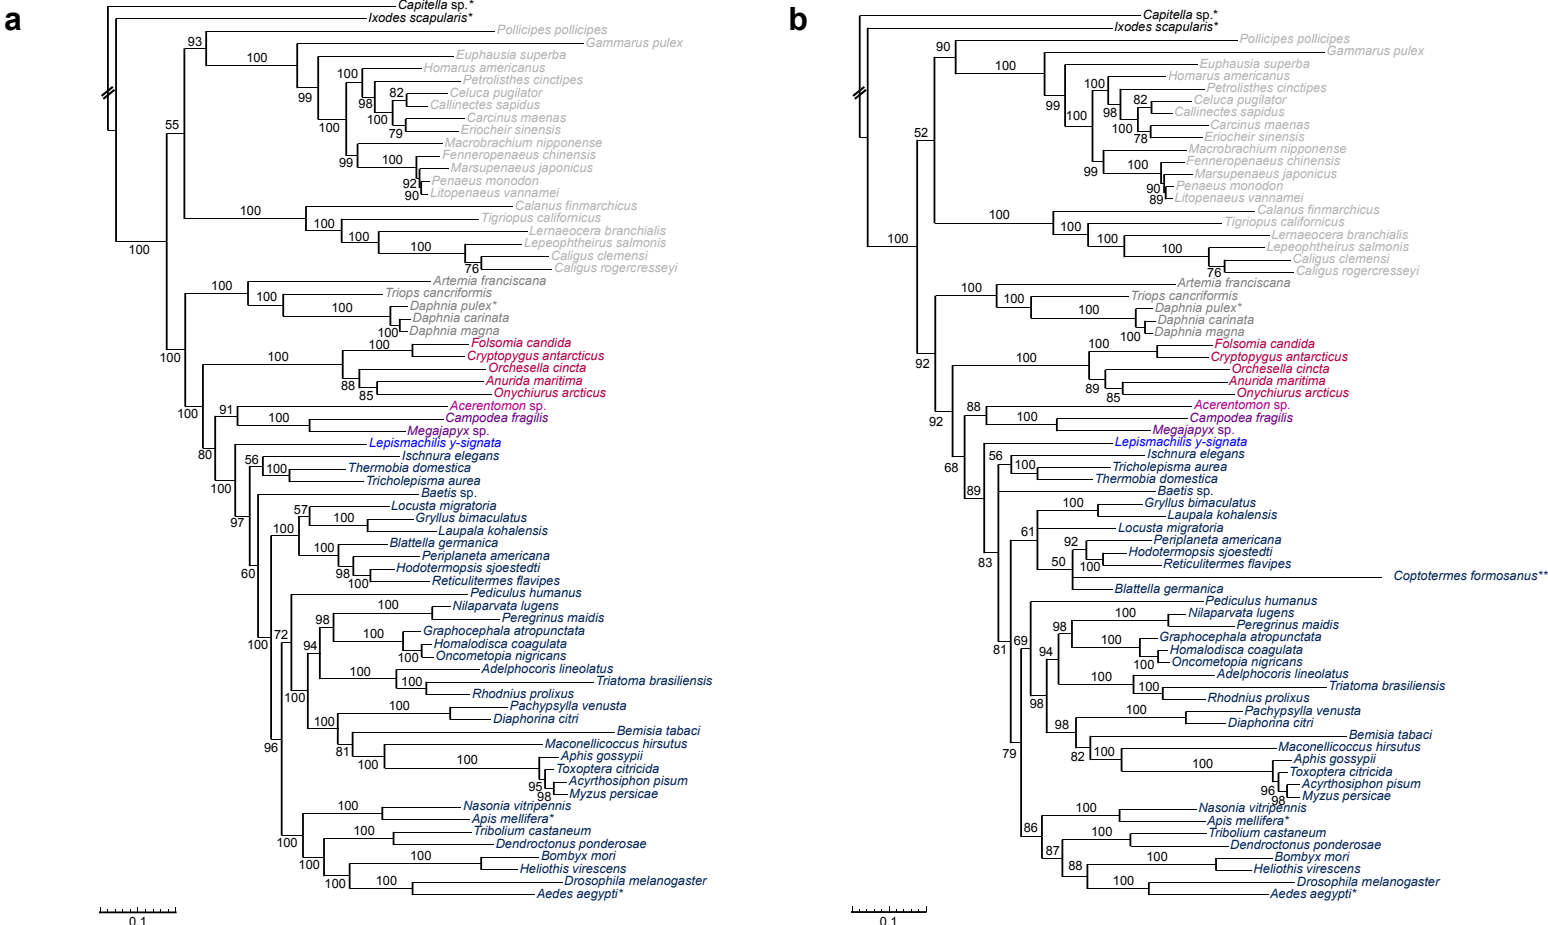 a
Capitella sp.*
Ixodes scapularis*
Pollicipes pollicipes
93
Gammarus pulex
100
Euphausia superba
Homarus americanus
100
Petrolisthes cinctipes
99
82
Celuca pugilator
98
Callinectes sapidus
100
Carcinus maenas
55
100
79
Eriocheir sinensis
Macrobrachium nipponense
99
100
Fenneropenaeus chinensis
Marsupenaeus japonicus
92
Penaeus monodon
90
Litopenaeus vannamei
100
Calanus finmarchicus
Tigriopus californicus
100
Lernaeocera branchialis
100
100
Lepeophtheirus salmonis
100
Caligus clemensi
76
Caligus rogercresseyi
Artemia franciscana
100
100
Triops cancriformis
100
Daphnia pulex*
Daphnia carinata
100
Daphnia magna
100
Folsomia candida
100
100
Cryptopygus antarcticus
Orchesella cincta
88
Anurida maritima
85
Onychiurus arcticus
100
91
Acerentomon sp.
100
Campodea fragilis
Megajapyx sp.
80
Lepismachilis y-signata
56
Ischnura elegans
100
Thermobia domestica
Tricholepisma aurea
100
Baetis sp.
57
Locusta migratoria
97
100
100
Gryllus bimaculatus
Laupala kohalensis
100
Blattella germanica
Periplaneta americana
60
98
Hodotermopsis sjoestedti
100
Reticulitermes flavipes
Pediculus humanus
100
Nilaparvata lugens
98
Peregrinus maidis
72
100
Graphocephala atropunctata
100
94
Homalodisca coagulata
100
Oncometopia nigricans
100
Adelphocoris lineolatus
100
Triatoma brasiliensis
100
Rhodnius prolixus
100
Pachypsylla venusta
100
Diaphorina citri
Bemisia tabaci
96
81
Maconellicoccus hirsutus
100
100
Aphis gossypii
Toxoptera citricida
95
Acyrthosiphon pisum
98
Myzus persicae
100
Nasonia vitripennis
Apis mellifera*
100
100
Tribolium castaneum
Dendroctonus ponderosae
100
100
Bombyx mori
Heliothis virescens
100
100
Drosophila melanogaster
Aedes aegypti*
0.1
b
Capitella sp.*
Ixodes scapularis*
Pollicipes pollicipes
90
Gammarus pulex
100
Euphausia superba
Homarus americanus
100
Petrolisthes cinctipes
99
82
Celuca pugilator
98
Callinectes sapidus
100
100
Carcinus maenas
52
78
Eriocheir sinensis
Macrobrachium nipponense
99
100
Fenneropenaeus chinensis
Marsupenaeus japonicus
90
Penaeus monodon
89
Litopenaeus vannamei
100
Calanus finmarchicus
Tigriopus californicus
100
Lernaeocera branchialis
100
100
100
Lepeophtheirus salmonis
Caligus clemensi
76
Caligus rogercresseyi
Artemia franciscana
100
100
Triops cancriformis
100
Daphnia pulex*
Daphnia carinata
100
Daphnia magna
100
Folsomia candida
92
100
Cryptopygus antarcticus
Orchesella cincta
89
Anurida maritima
85
Onychiurus arcticus
88
Acerentomon sp.
92
100
Campodea fragilis
Megajapyx sp.
Lepismachilis y-signata
56
Ischnura elegans
68
100
Tricholepisma aurea
Thermobia domestica
89
Baetis sp.
100
Gryllus bimaculatus
Laupala kohalensis
61
Locusta migratoria
92
Periplaneta americana
Hodotermopsis sjoestedti
83
50
100
Reticulitermes flavipes
Coptotermes formosanus**
Blattella germanica
Pediculus humanus
100
Nilaparvata lugens
98
Peregrinus maidis
69
100
Graphocephala atropunctata
81
94
Homalodisca coagulata
100
Oncometopia nigricans
100
Adelphocoris lineolatus
100
Triatoma brasiliensis
98
Rhodnius prolixus
100
Pachypsylla venusta
98
Diaphorina citri
Bemisia tabaci
79
82
100
Maconellicoccus hirsutus
100
Aphis gossypii
Toxoptera citricida
96
Acyrthosiphon pisum
98
Myzus persicae
100
Nasonia vitripennis
Apis mellifera*
86
100
Tribolium castaneum
Dendroctonus ponderosae
87
100
Bombyx mori
88
Heliothis virescens
100
Drosophila melanogaster
Aedes aegypti*
0.1